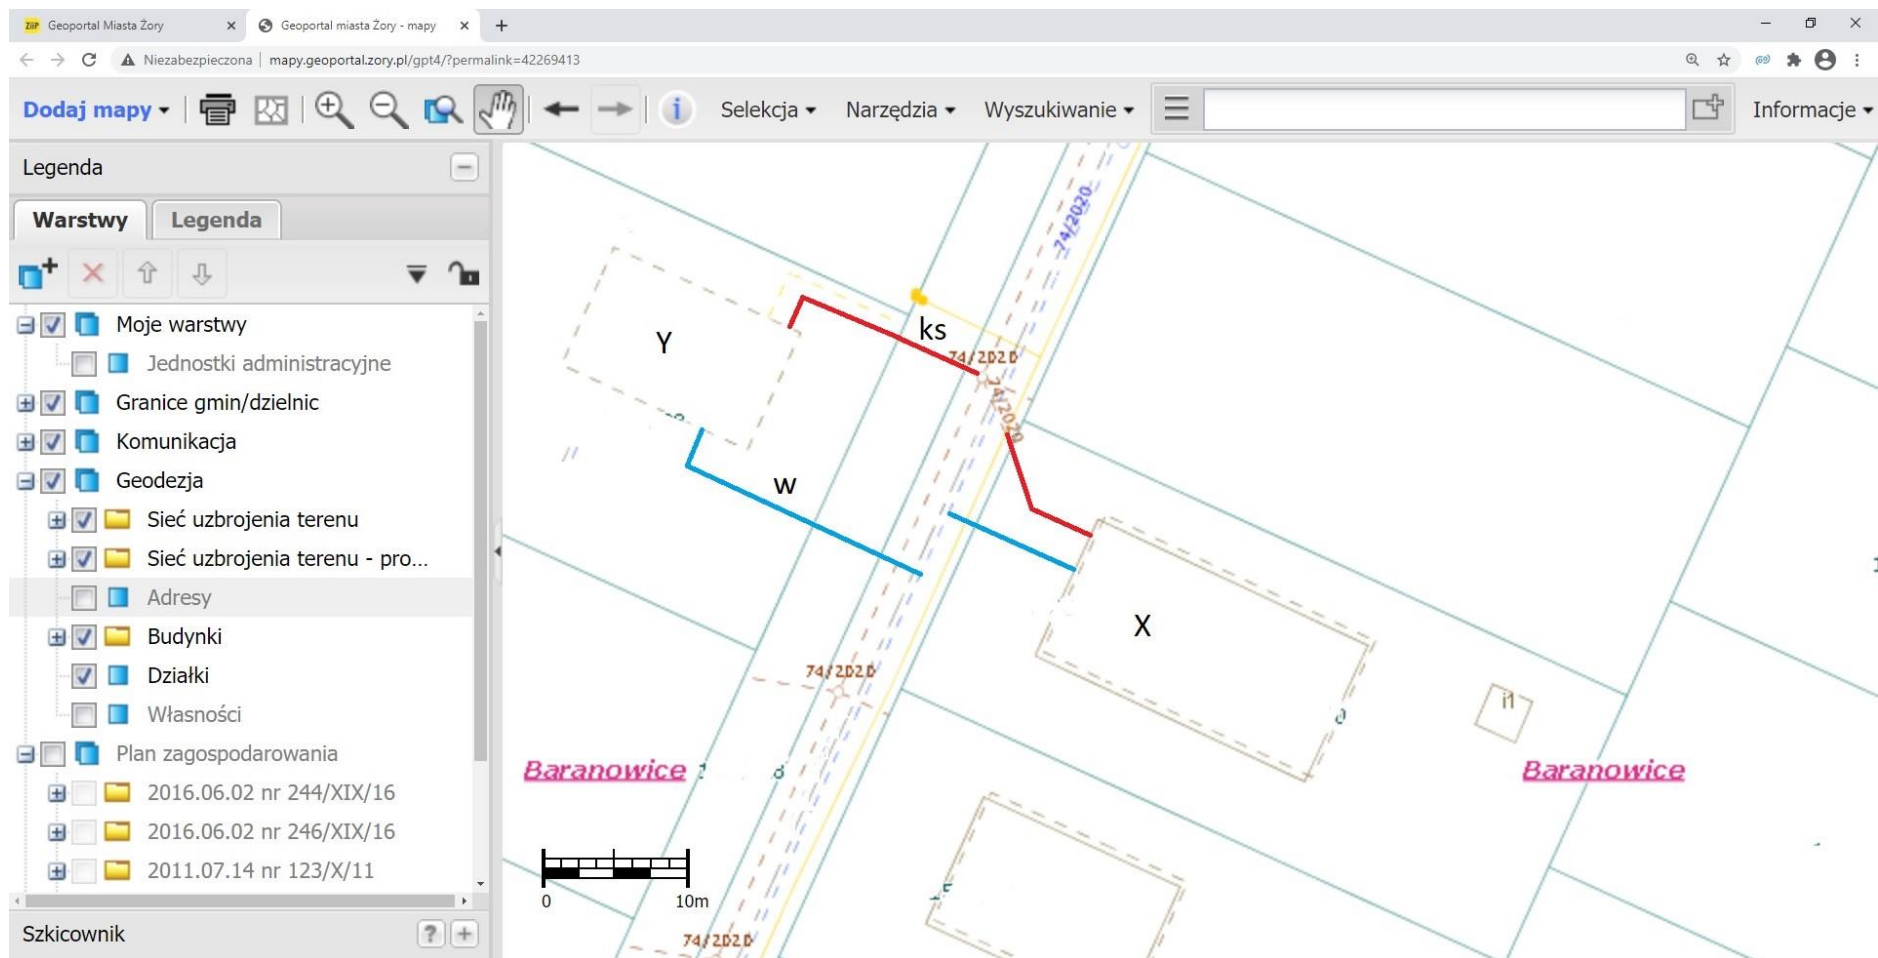 Geoportal Miasta Żory
Geoportal miasta Żory - mapy
Niezabezpieczona | mapy.geoportal.zory.pl/gpt4/?permalink=42269413
Dodaj mapy
Selekcja
Narzędzia
Wyszukiwanie
Informacje
Legenda
Warstwy
Legenda
Moje warstwy
Jednostki administracyjne
Granice gmin/dzielnic
Komunikacja
Geodezja
Sieć uzbrojenia terenu
Sieć uzbrojenia terenu - pro...
Adresy
Budynki
Działki
Własności
Plan zagospodarowania
2016.06.02 nr 244/XIX/16
2016.06.02 nr 246/XIX/16
2011.07.14 nr 123/X/11
Szkicownik
74/2020
Y
ks
74/2020
74/2020
w
X
74/2020
i1
Baranowice
Baranowice
0
10m
74/2020